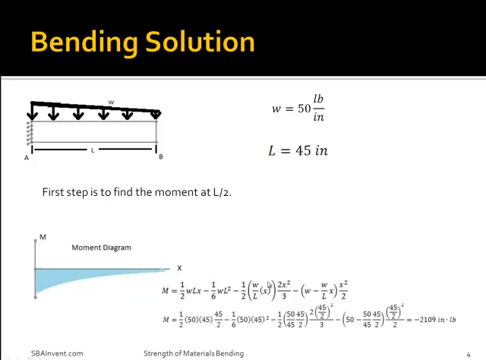 Bending Solution
w
w = 50 lb/in
L
A
B
L = 45 in
First step is to find the moment at L/2.
M
Moment Diagram
X
M = 1/2 wLx − 1/6 wL² − 1/2 (w/L (x)) 2x²/3 − (w − w/L x) x²/2
M = 1/2 (50)(45) 45/2 − 1/6 (50)(45)² − 1/2 (50/45 45/2) 2(45/2)²/3 − (50 − 50/45 45/2) (45/2)²/2 = −2109 in · lb
SBAInvent.com
Strength of Materials Bending
4